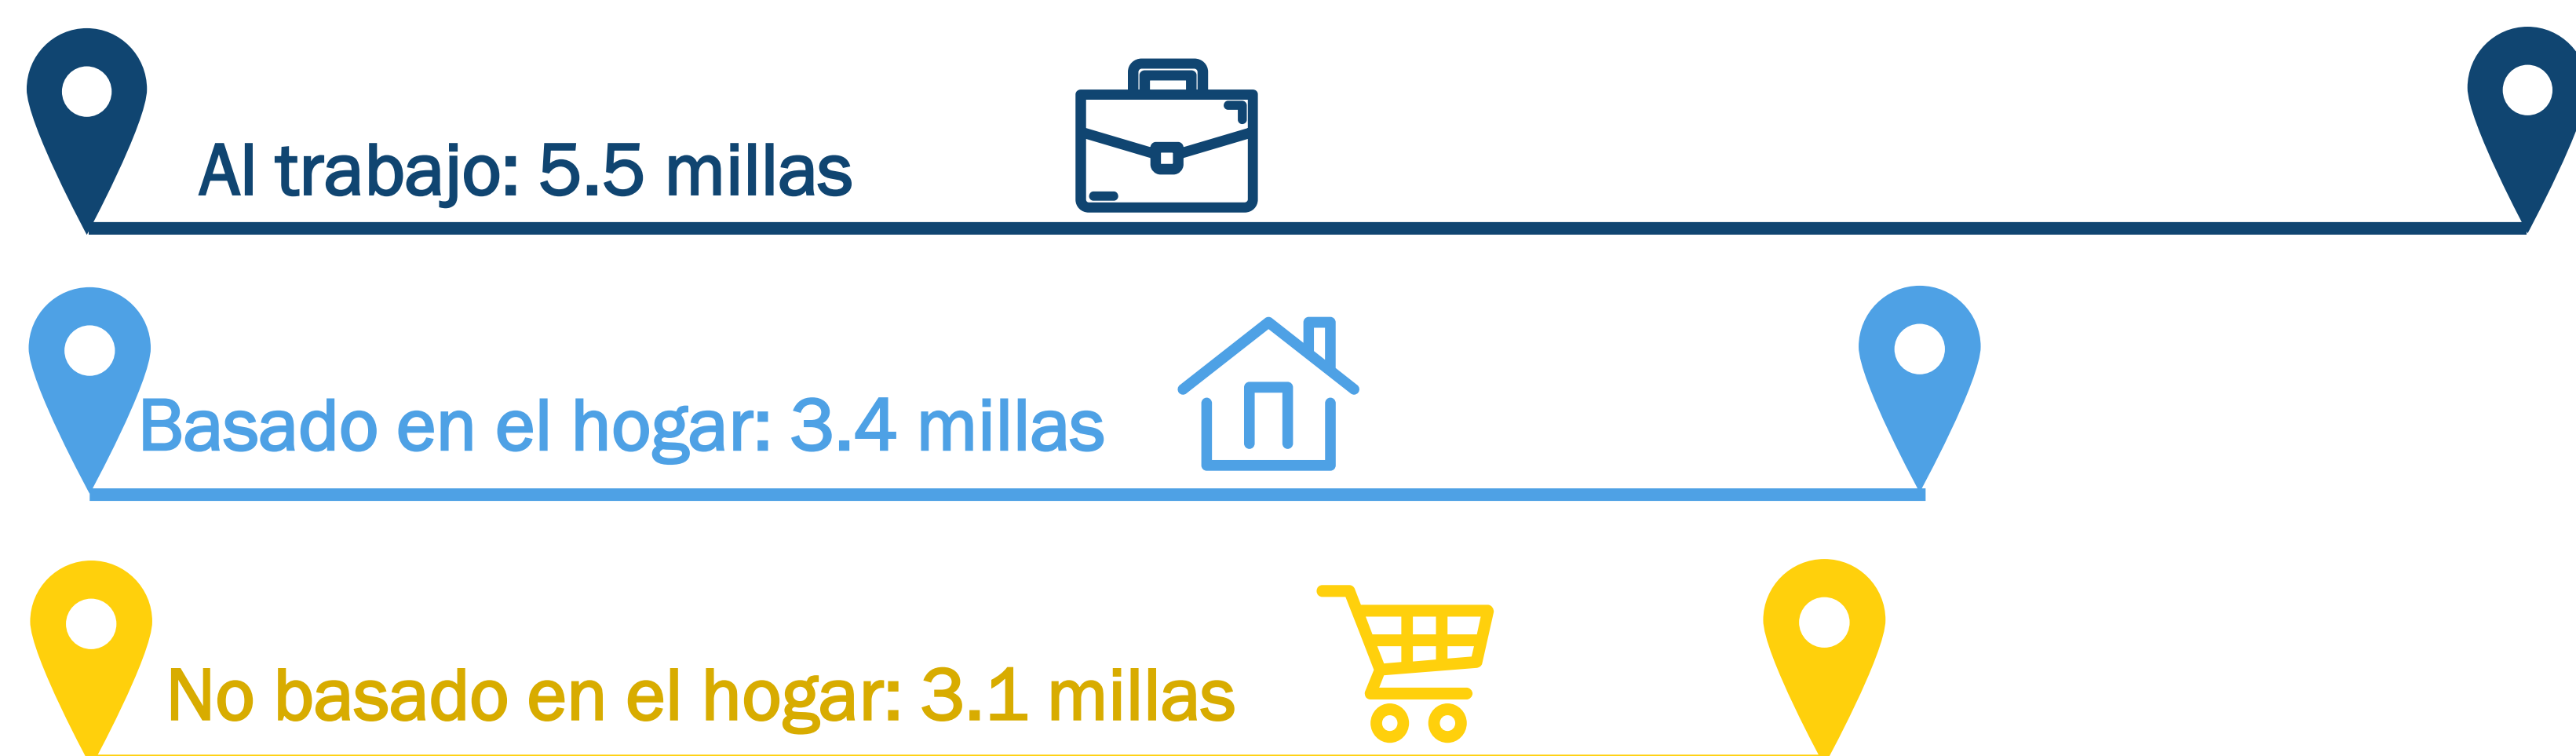 Al trabajo: 5.5 millas
Basado en el hogar: 3.4 millas
No basado en el hogar: 3.1 millas